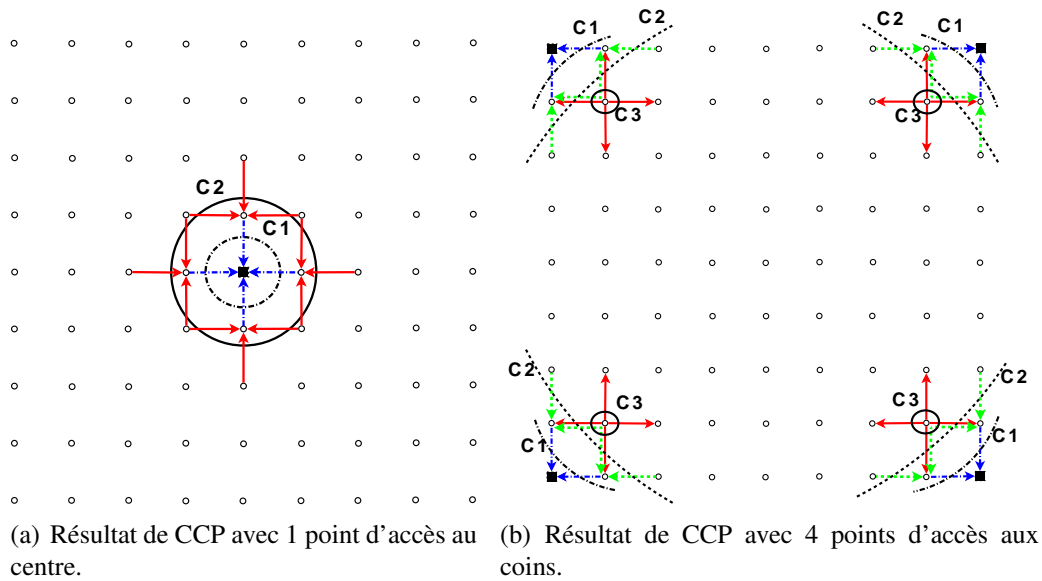 C2
C1
C1
C2
C3
C2
C1
C3
C2
C3
C1
C3
C2
C1
(a) Résultat de CCP avec 1 point d'accès au
centre.
(b) Résultat de CCP avec 4 points d'accès aux
coins.